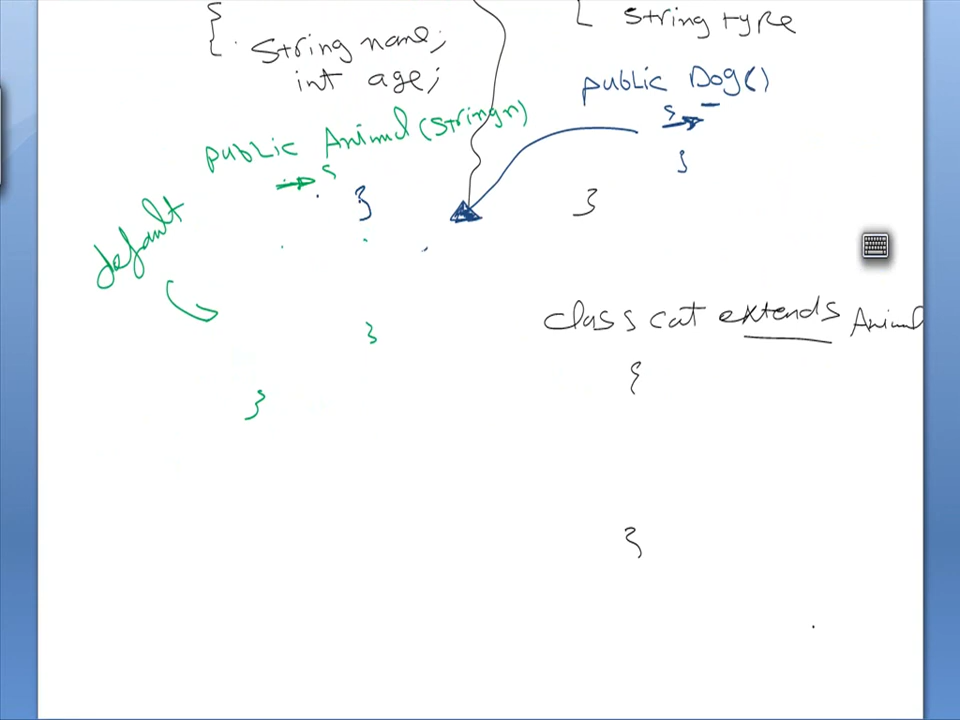 {
String name;
int age;
public Animal (String n)
{
}
default
}
}
{ String type
public Dog()
{
}
}
class cat extends Animal
{
}